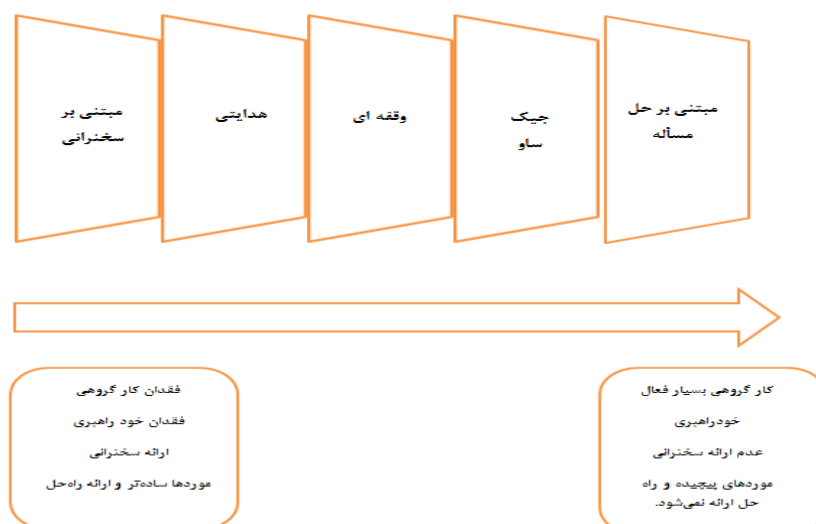 مبتنی بر
سخنرانی
هدایتی
وقفه ای
جیک
ساو
مبتنی بر حل
مسأله
فقدان کار گروهی
فقدان خود راهبری
ارائه سخنرانی
موردها ساده‌تر و ارائه راه‌حل
کار گروهی بسیار فعال
خودراهبری
عدم ارائه سخنرانی
موردهای پیچیده و راه
حل ارائه نمی‌شود.